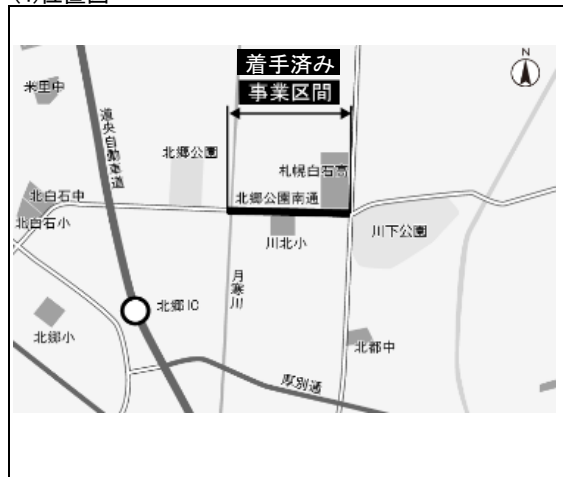 (1)位置図
着手済み
事業区間
N
米里中
道央自動車道
北郷公園
札幌白石高
北白石中
北郷公園南通
北白石小
川北小
川下公園
月寒川
北郷IC
北郷小
北都中
厚別通